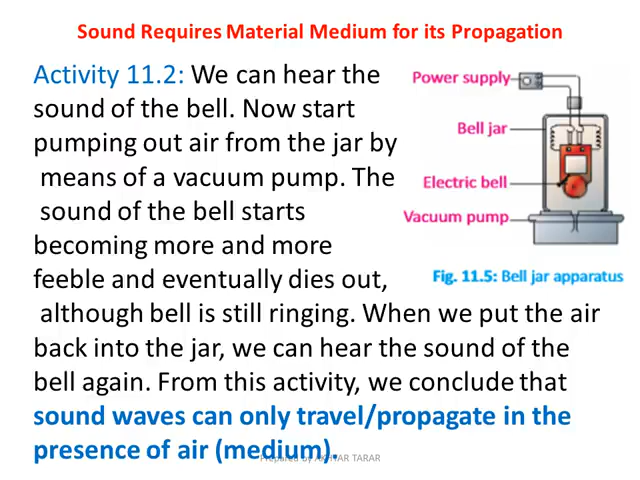 Sound Requires Material Medium for its Propagation
Activity 11.2: We can hear the
sound of the bell. Now start
pumping out air from the jar by
means of a vacuum pump. The
sound of the bell starts
becoming more and more
feeble and eventually dies out,
although bell is still ringing. When we put the air
back into the jar, we can hear the sound of the
bell again. From this activity, we conclude that
sound waves can only travel/propagate in the
presence of air (medium).
Power supply
Bell jar
Electric bell
Vacuum pump
Fig. 11.5: Bell jar apparatus
TARAR